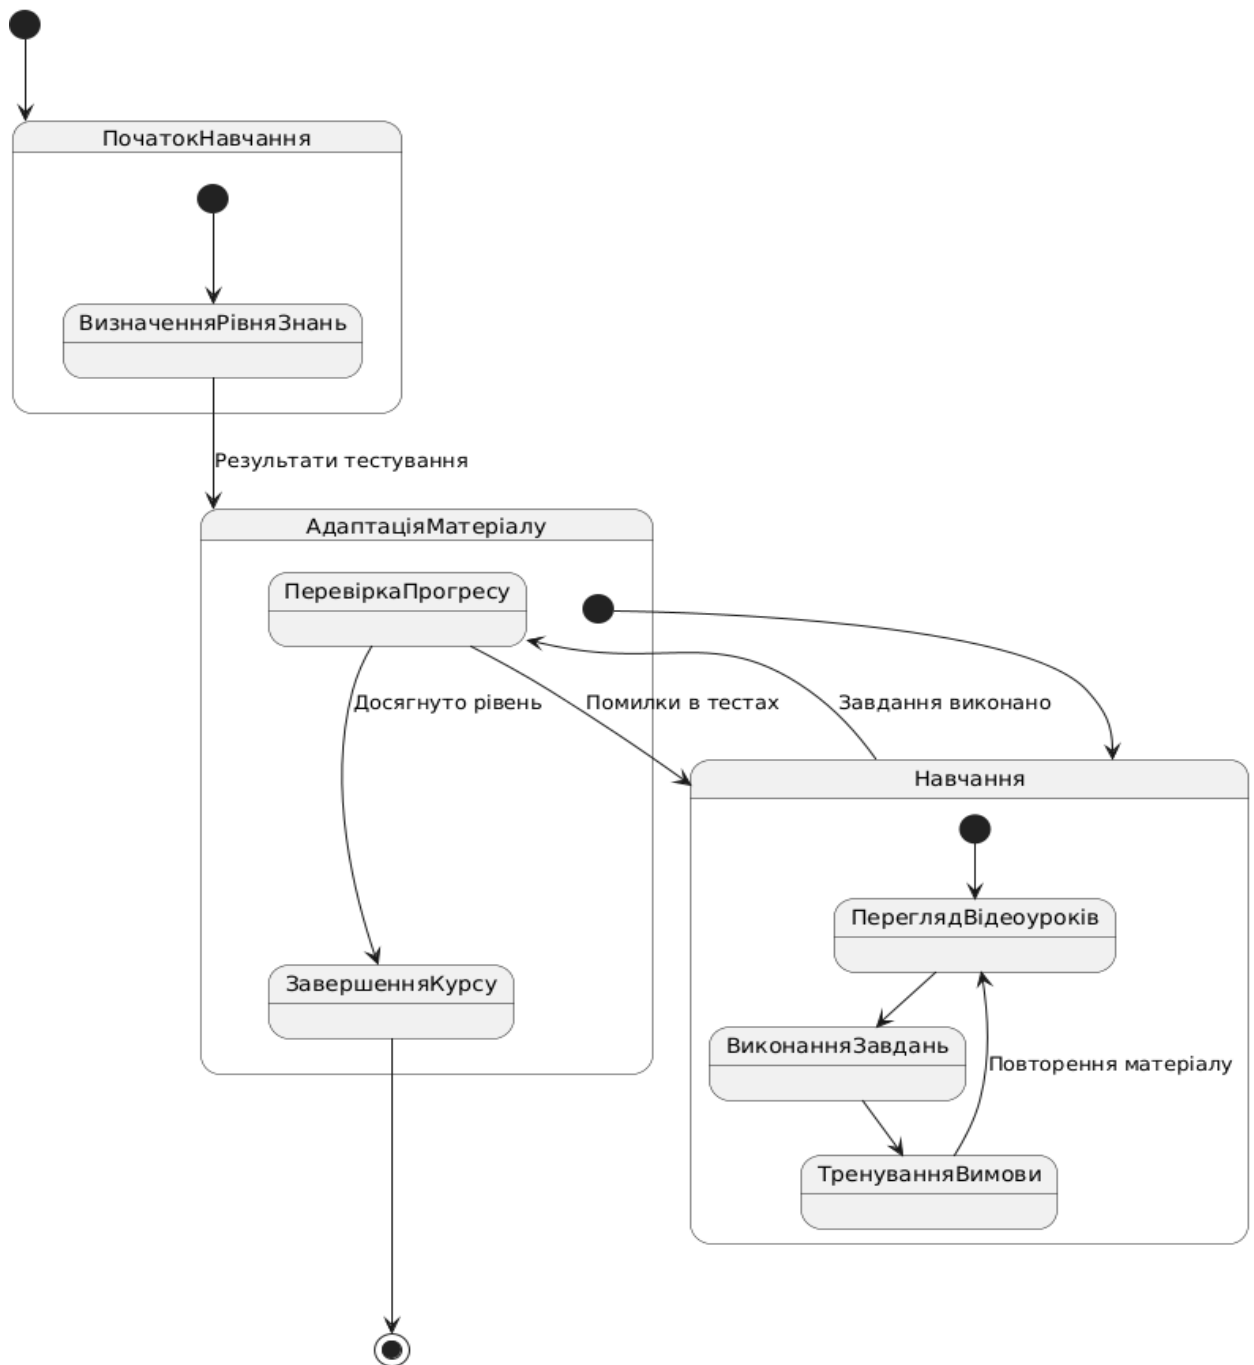 ПочатокНавчання
ВизначенняРівняЗнань
Результати тестування
АдаптаціяМатеріалу
ПеревіркаПрогресу
Досягнуто рівень
Помилки в тестах
Завдання виконано
Навчання
ПереглядВідеоуроків
ЗавершенняКурсу
ВиконанняЗавдань
Повторення матеріалу
ТренуванняВимови